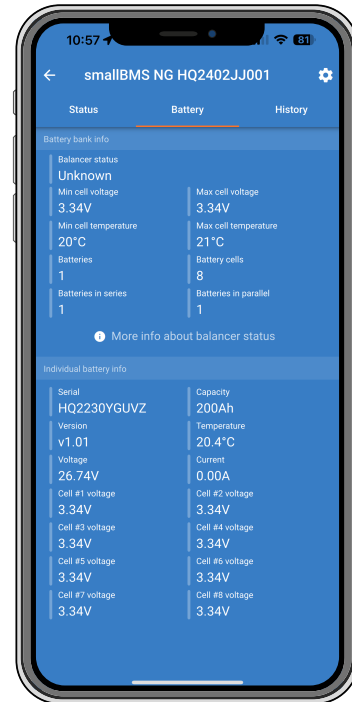 10:57 81
smallBMS NG HQ2402JJ001
Status Battery History
Battery bank info
Balancer status
Unknown
Min cell voltage Max cell voltage
3.34V 3.34V
Min cell temperature Max cell temperature
20°C 21°C
Batteries Battery cells
1 8
Batteries in series Batteries in parallel
1 1
More info about balancer status
Individual battery info
Serial Capacity
HQ2230YGUVZ 200Ah
Version Temperature
v1.01 20.4°C
Voltage Current
26.74V 0.00A
Cell #1 voltage Cell #2 voltage
3.34V 3.34V
Cell #3 voltage Cell #4 voltage
3.34V 3.34V
Cell #5 voltage Cell #6 voltage
3.34V 3.34V
Cell #7 voltage Cell #8 voltage
3.34V 3.34V